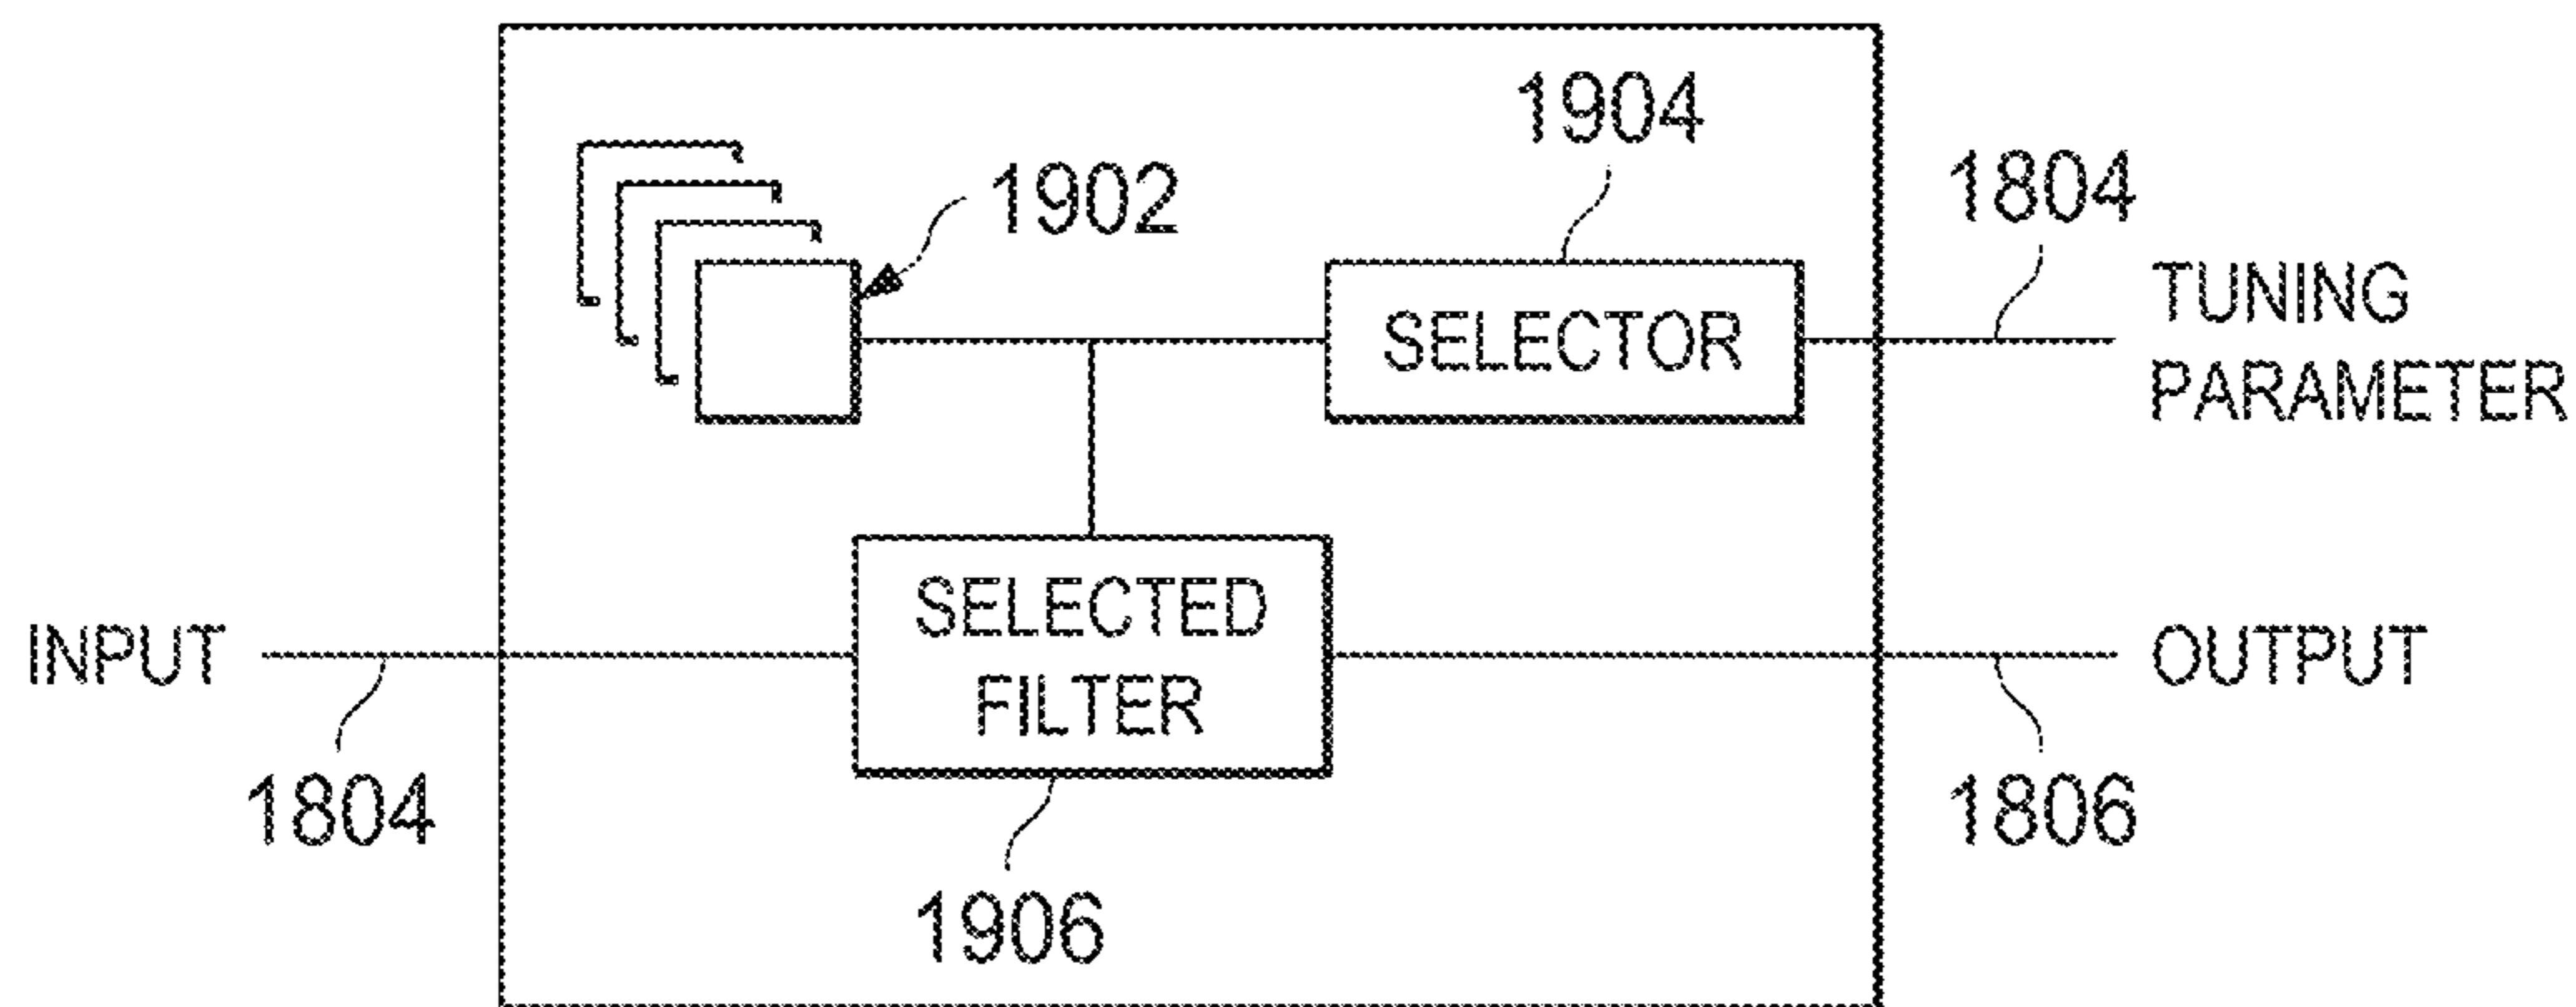 1904
1902
1804
TUNING
PARAMETER
SELECTOR
INPUT
SELECTED
FILTER
OUTPUT
1804
1806
1906